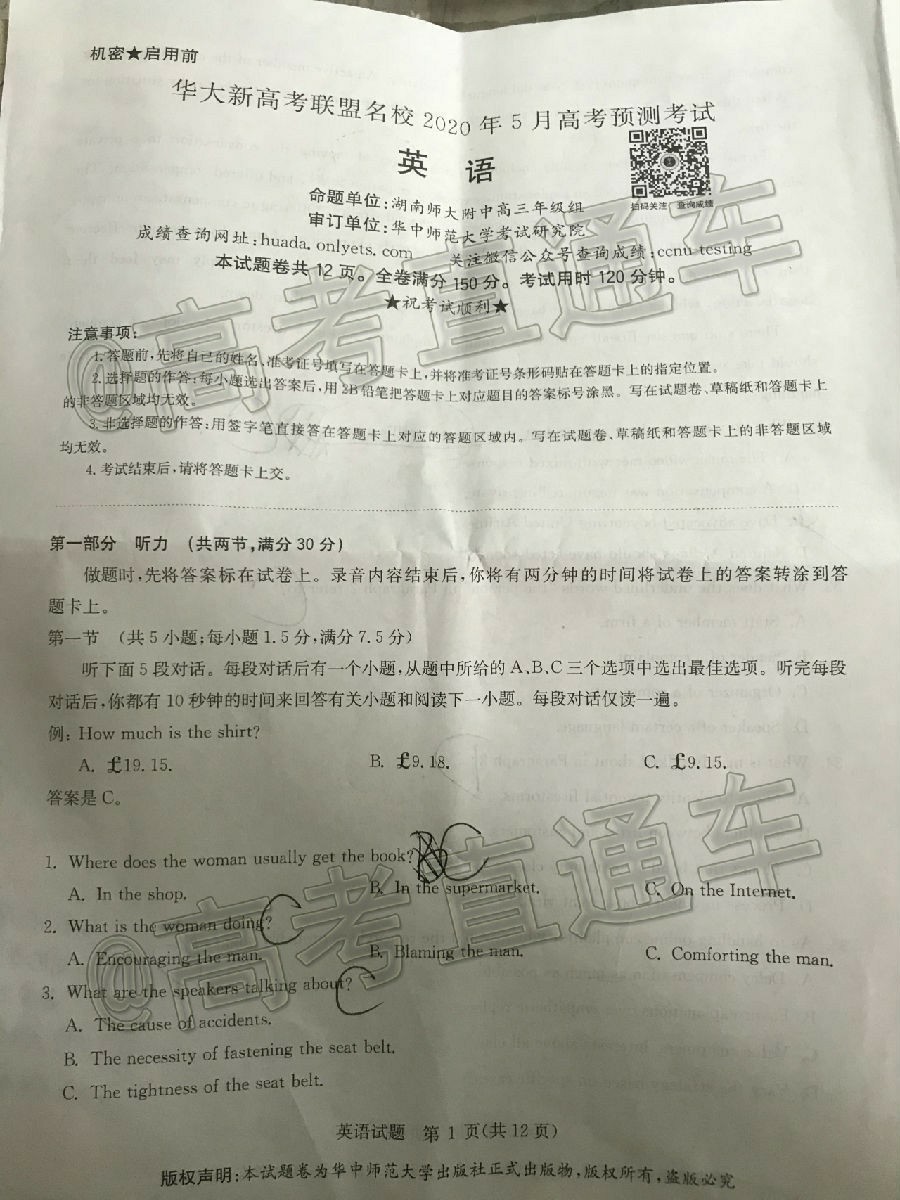 机密★启用前
华大新高考联盟名校2020年5月高考预测考试
英 语
扫码关注 查询成绩
命题单位:湖南师大附中高三年级组
审订单位:华中师范大学考试研究院
成绩查询网址:huada.onlyets.com 关注微信公众号查询成绩:ccnu-testing
本试题卷共12页。全卷满分150分。考试用时120分钟。
★祝考试顺利★
注意事项:
1.答题前,先将自己的姓名、准考证号填写在答题卡上,并将准考证号条形码贴在答题卡上的指定位置。
2.选择题的作答:每小题选出答案后,用2B铅笔把答题卡上对应题目的答案标号涂黑。写在试题卷、草稿纸和答题卡上
的非答题区域均无效。
3.非选择题的作答:用签字笔直接答在答题卡上对应的答题区域内。写在试题卷、草稿纸和答题卡上的非答题区域
均无效。
4.考试结束后,请将答题卡上交。
@高考直通车
第一部分 听力 (共两节,满分30分)
做题时,先将答案标在试卷上。录音内容结束后,你将有两分钟的时间将试卷上的答案转涂到答
题卡上。
第一节 (共5小题;每小题1.5分,满分7.5分)
听下面5段对话。每段对话后有一个小题,从题中所给的A、B、C三个选项中选出最佳选项。听完每段
对话后,你都有10秒钟的时间来回答有关小题和阅读下一小题。每段对话仅读一遍。
例: How much is the shirt?
A. £19.15. B. £9.18. C. £9.15.
答案是C。
1. Where does the woman usually get the book? C
A. In the shop. B. In the supermarket. C. On the Internet.
2. What is the woman doing? C
A. Encouraging the man. B. Blaming the man. C. Comforting the man.
3. What are the speakers talking about? C
A. The cause of accidents.
B. The necessity of fastening the seat belt.
C. The tightness of the seat belt.
@高考直通车
英语试题 第1页(共12页)
版权声明:本试题卷为华中师范大学出版社正式出版物,版权所有,盗版必究